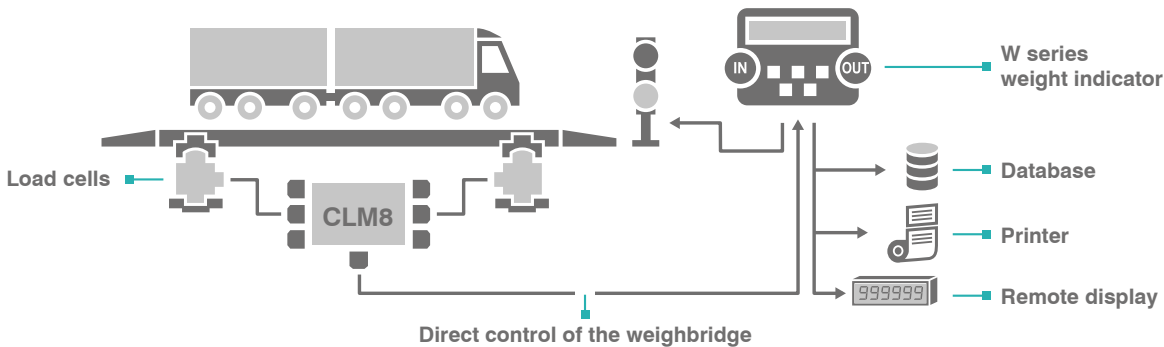 IN
OUT
W series
weight indicator
Load cells
CLM8
Database
Printer
999999
Remote display
Direct control of the weighbridge